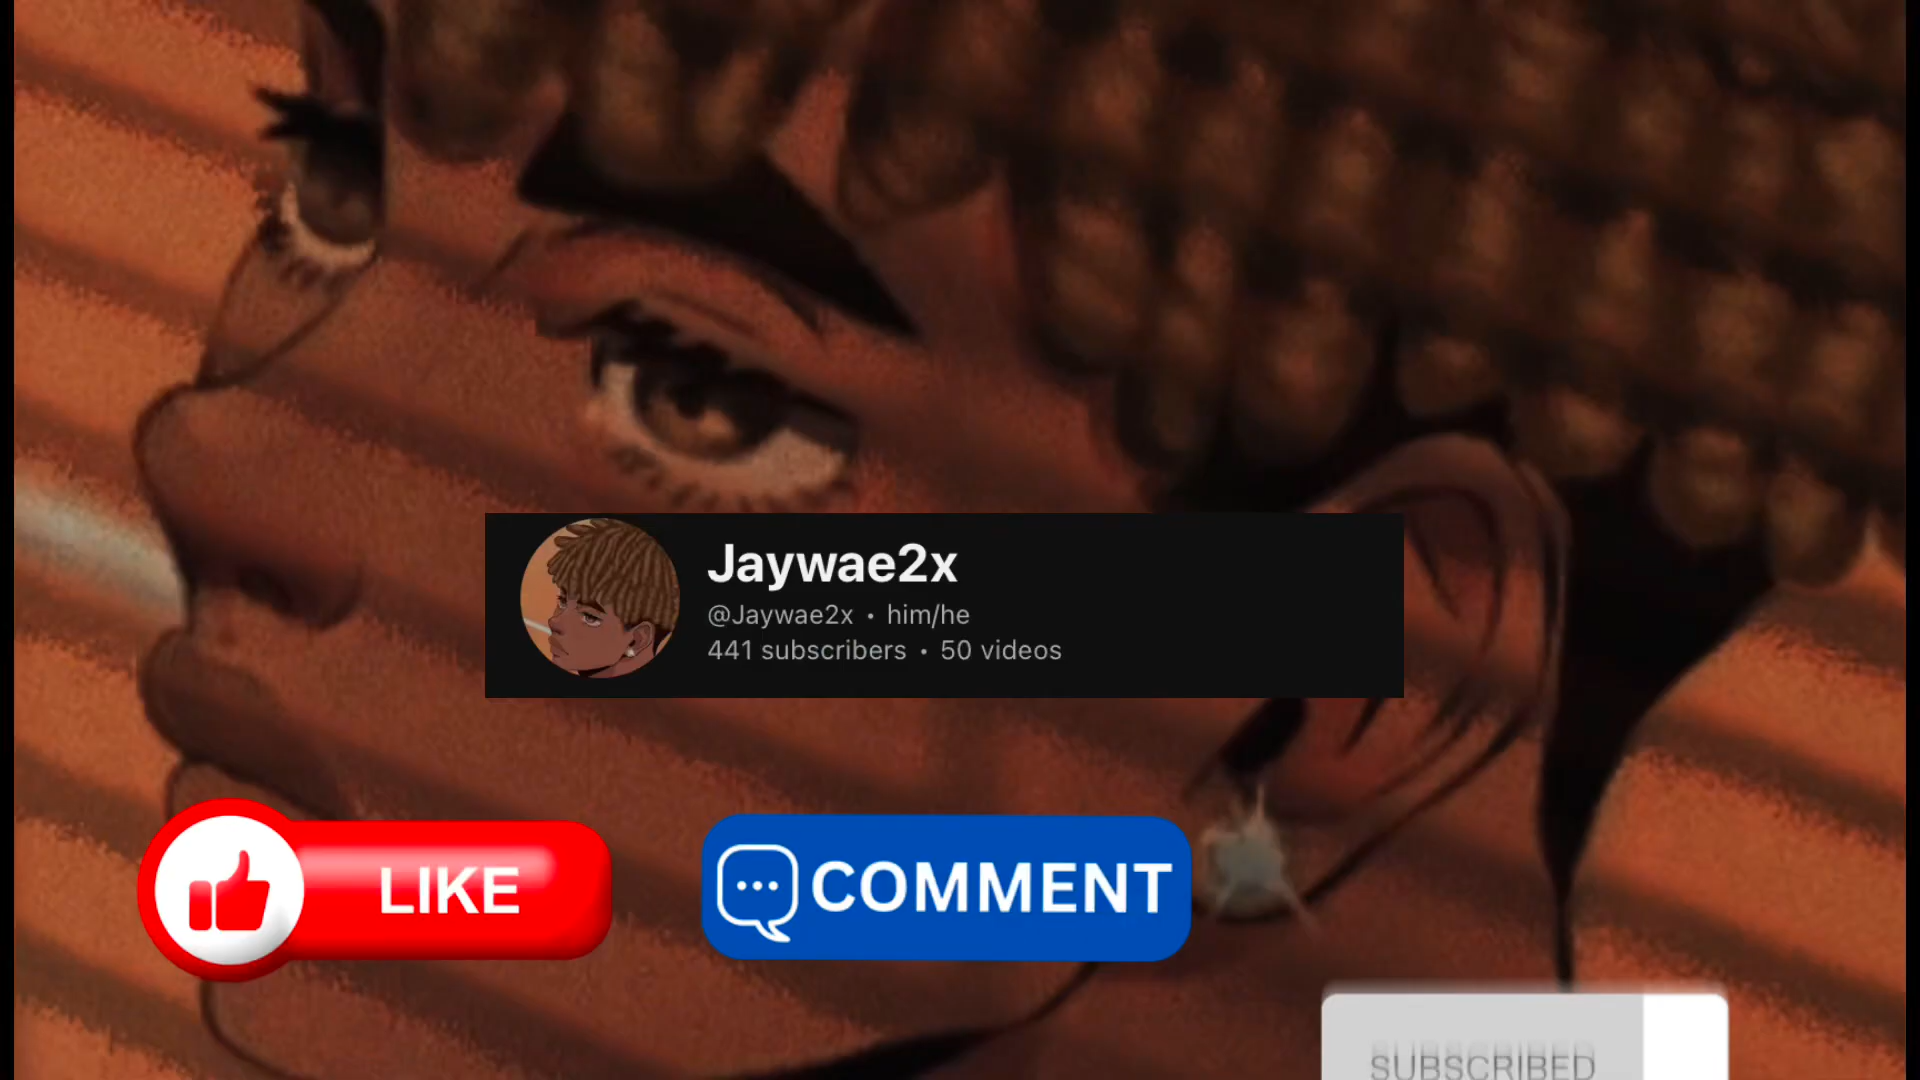 Jaywae2x
@Jaywae2x • him/he
441 subscribers • 50 videos
LIKE
COMMENT
SUBSCRIBED